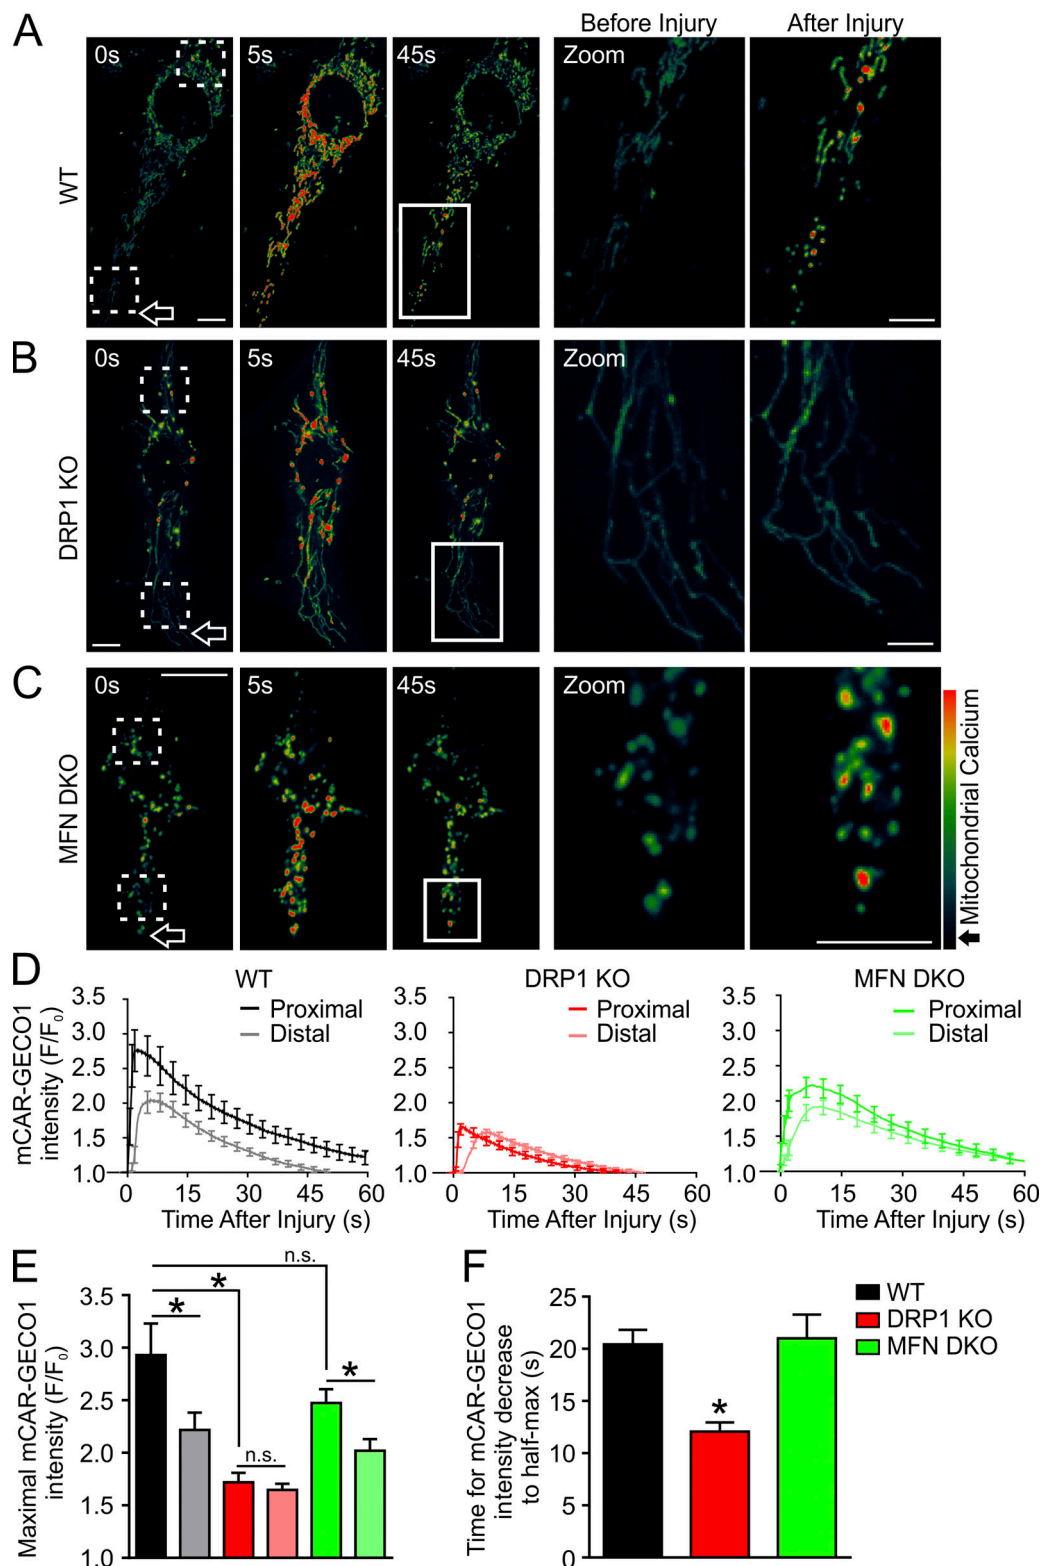 A
Before Injury
After Injury
0s
5s
45s
Zoom
WT
B
0s
5s
45s
Zoom
DRP1 KO
C
0s
5s
45s
Zoom
MFN DKO
Mitochondrial Calcium
D
WT
DRP1 KO
MFN DKO
Proximal
Distal
Proximal
Distal
Proximal
Distal
mCAR-GECO1
intensity (F/F₀)
3.5
3.0
2.5
2.0
1.5
1.0
0
15
30
45
60
Time After Injury (s)
3.5
3.0
2.5
2.0
1.5
1.0
0
15
30
45
60
Time After Injury (s)
3.5
3.0
2.5
2.0
1.5
1.0
0
15
30
45
60
Time After Injury (s)
E
Maximal mCAR-GECO1
intensity (F/F₀)
3.5
3.0
2.5
2.0
1.5
1.0
n.s.
*
*
n.s.
*
F
Time for mCAR-GECO1
intensity decrease
to half-max (s)
25
20
15
10
5
0
*
WT
DRP1 KO
MFN DKO